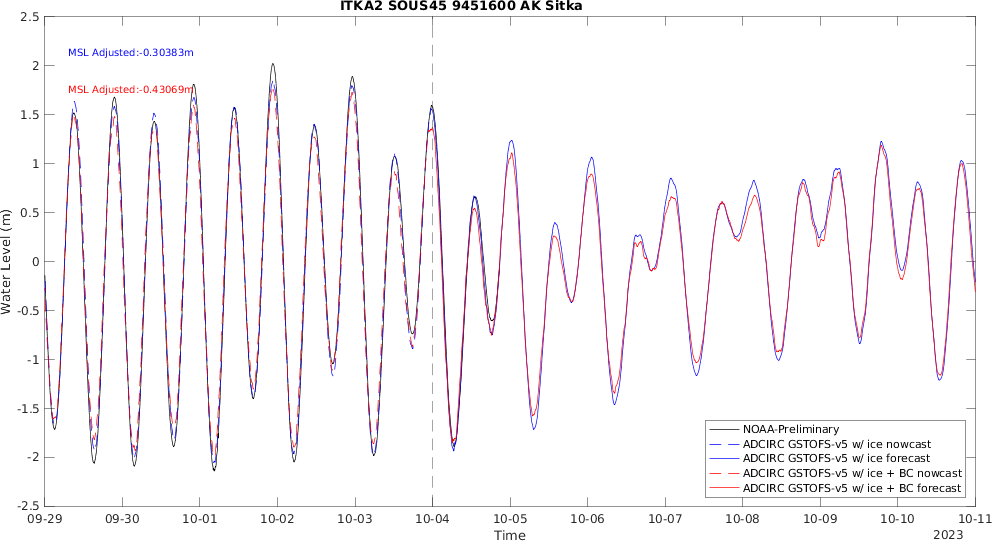 ITKA2 SOUS45 9451600 AK Sitka
MSL Adjusted:-0.30383m
MSL Adjusted:-0.43069m
Water Level (m)
2.5
2
1.5
1
0.5
0
-0.5
-1
-1.5
-2
-2.5
NOAA-Preliminary
ADCIRC GSTOFS-v5 w/ ice nowcast
ADCIRC GSTOFS-v5 w/ ice forecast
ADCIRC GSTOFS-v5 w/ ice + BC nowcast
ADCIRC GSTOFS-v5 w/ ice + BC forecast
09-29 09-30 10-01 10-02 10-03 10-04 10-05 10-06 10-07 10-08 10-09 10-10 10-11
Time
2023